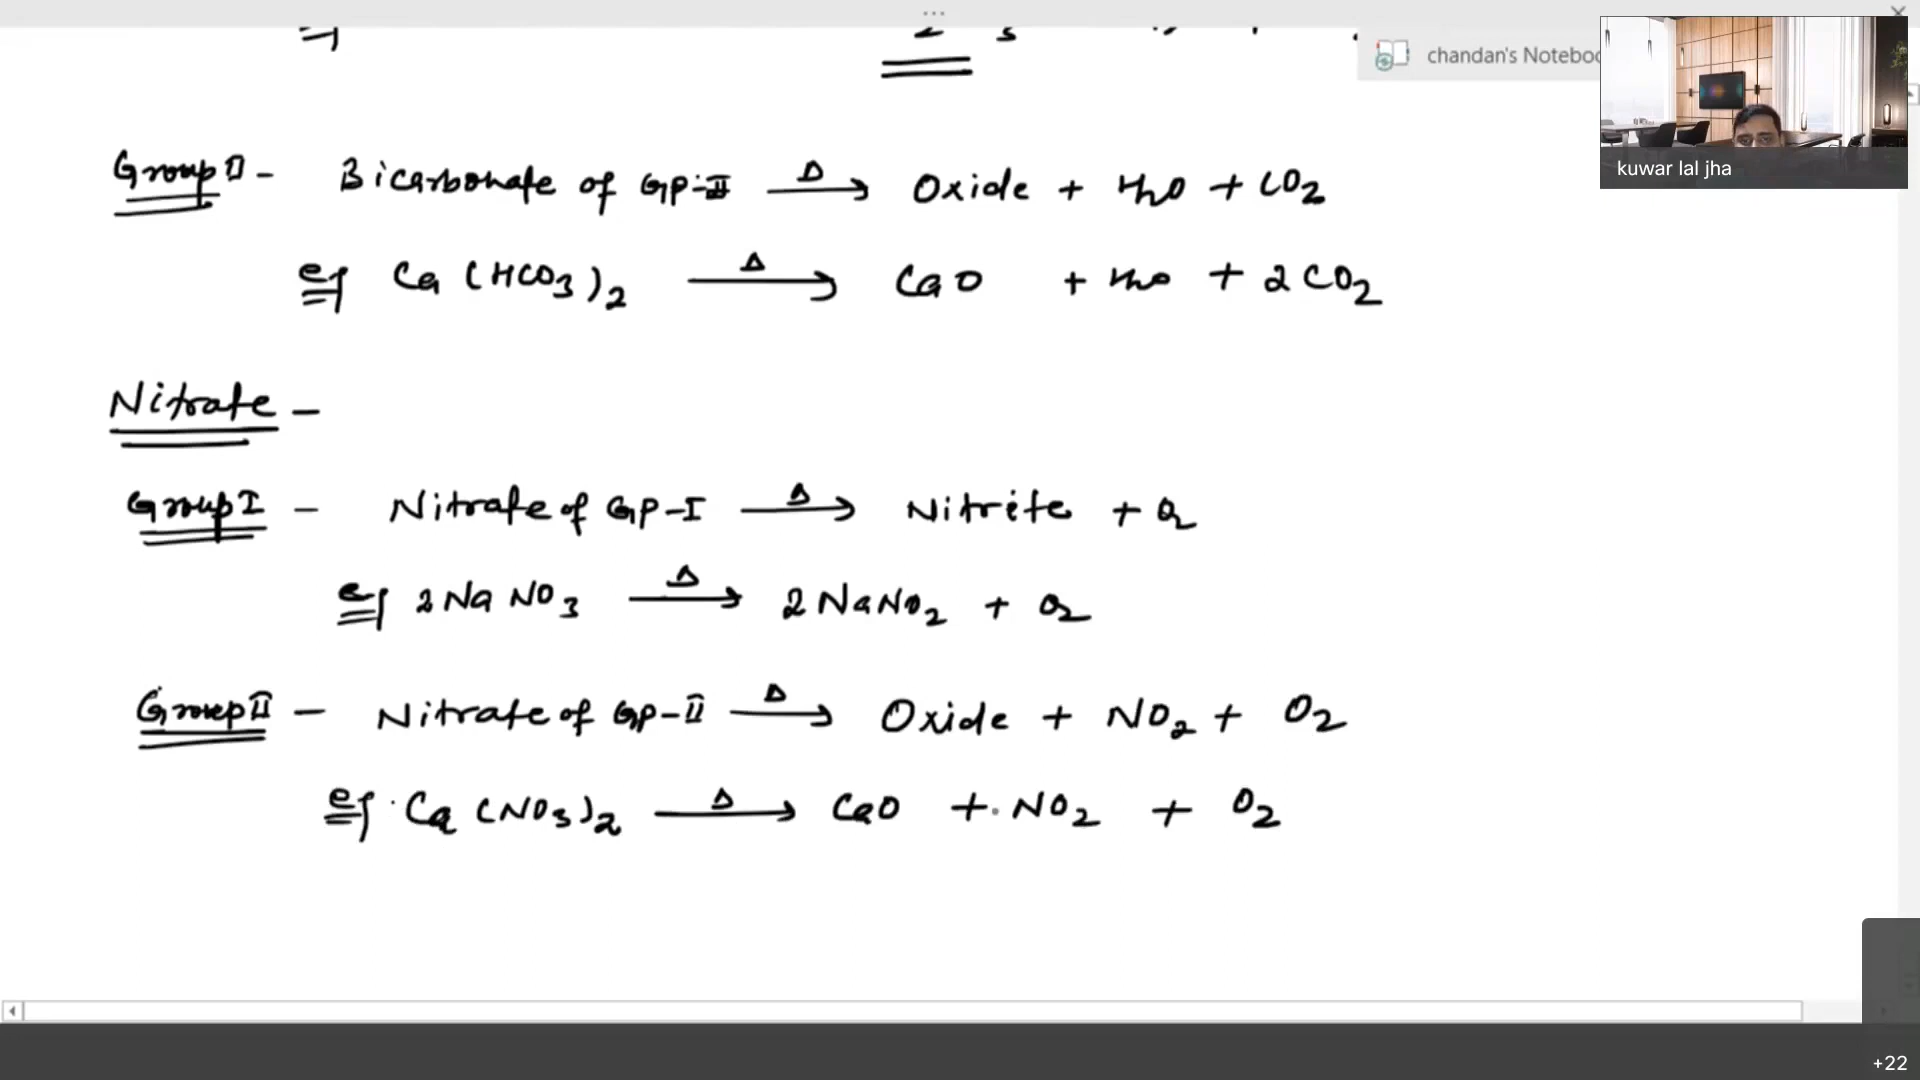 ...
chandan's Noteboo
kuwar lal jha
Group II - Bicarbonate of GP-II —Δ→ Oxide + H2O + CO2
eg Ca(HCO3)2 —Δ→ CaO + H2O + 2CO2
Nitrate -
Group I - Nitrate of GP-I —Δ→ Nitrite + O2
eg 2NaNO3 —Δ→ 2NaNO2 + O2
Group II - Nitrate of GP-II —Δ→ Oxide + NO2 + O2
eg. Ca(NO3)2 —Δ→ CaO + NO2 + O2
+22